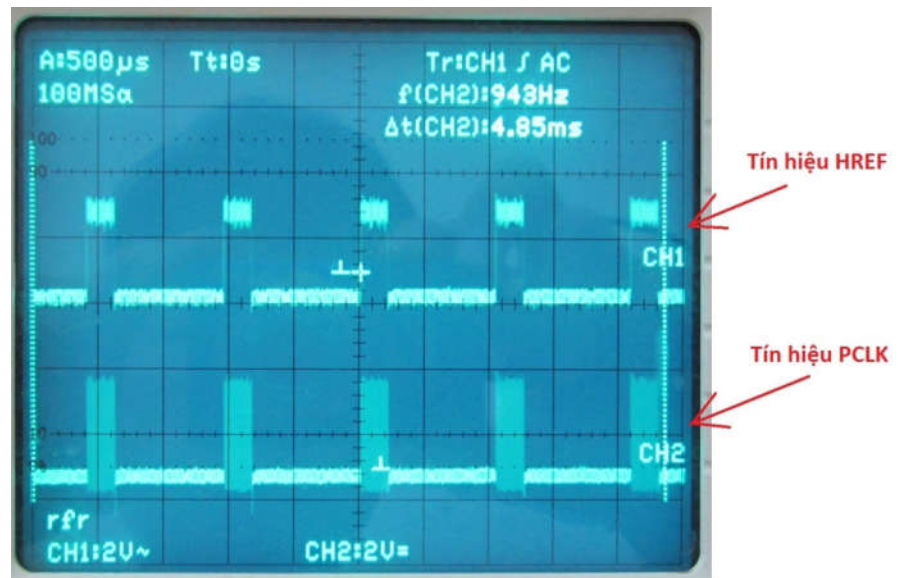 A:500µs Tt:0s Tr:CH1 ∫ AC
100MSa f(CH2):943Hz
Δt(CH2):4.85ms
100
Tín hiệu HREF
CH1
Tín hiệu PCLK
CH2
rfr
CH1:2V~ CH2:2V=